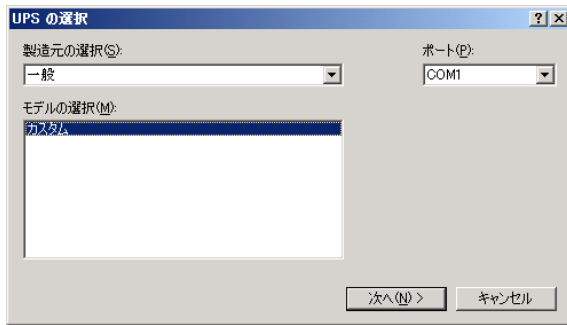 UPS の選択
製造元の選択(S):
ポート(P):
一般
COM1
モデルの選択(M):
カスタム
次へ(N) >
キャンセル